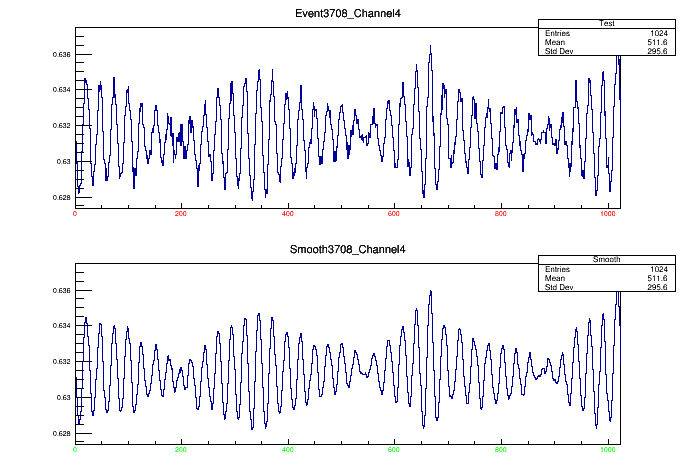 Event3708_Channel4
Test
Entries 1024
Mean 511.6
Std Dev 295.6
0.636
0.634
0.632
0.63
0.628
0 200 400 600 800 1000
Smooth3708_Channel4
Smooth
Entries 1024
Mean 511.6
Std Dev 295.6
0.636
0.634
0.632
0.63
0.628
0 200 400 600 800 1000